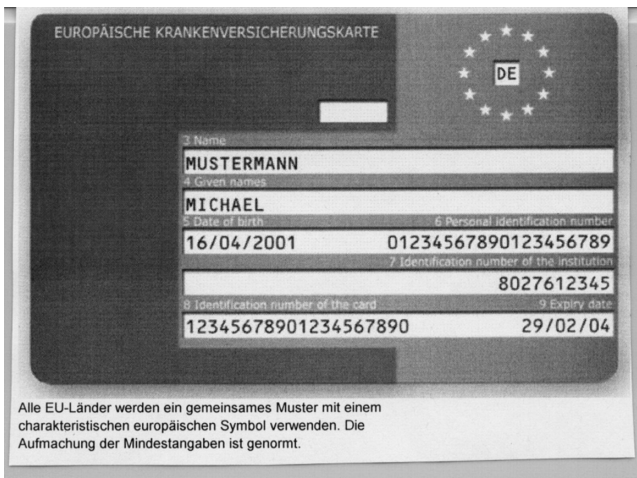 EUROPÄISCHE KRANKENVERSICHERUNGSKARTE
DE
3 Name
MUSTERMANN
4 Given names
MICHAEL
5 Date of birth 6 Personal identification number
16/04/2001 01234567890123456789
7 Identification number of the institution
8027612345
8 Identification number of the card 9 Expiry date
12345678901234567890 29/02/04
Alle EU-Länder werden ein gemeinsames Muster mit einem
charakteristischen europäischen Symbol verwenden. Die
Aufmachung der Mindestangaben ist genormt.